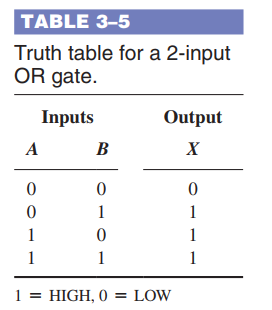 TABLE 3–5
Truth table for a 2-input
OR gate.
Inputs Output
A B X
0 0 0
0 1 1
1 0 1
1 1 1
1 = HIGH, 0 = LOW